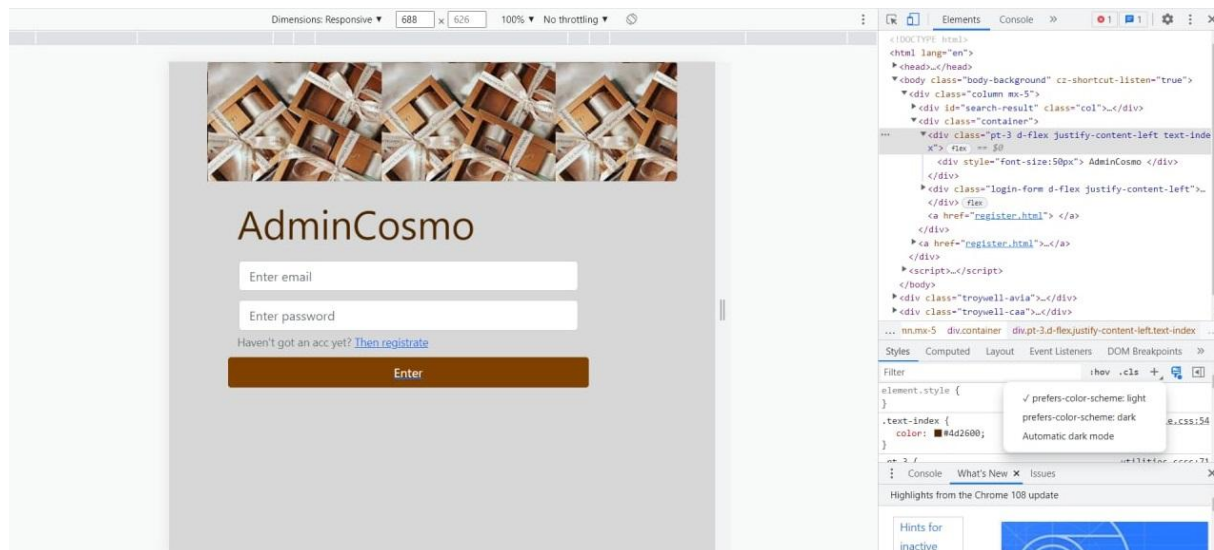 Dimensions: Responsive ▼ 688 x 626 100% ▼ No throttling ▼
Elements Console » 1 1
<!DOCTYPE html>
<html lang="en">
<head>…</head>
<body class="body-background" cz-shortcut-listen="true">
<div class="column mx-5">
<div id="search-result" class="col">…</div>
<div class="container">
… <div class="pt-3 d-flex justify-content-left text-inde
x"> flex == $0
<div style="font-size:50px"> AdminCosmo </div>
</div>
<div class="login-form d-flex justify-content-left">…
</div> flex
<a href="register.html"> </a>
</div>
<a href="register.html">…</a>
</div>
<script>…</script>
</body>
<div class="troywell-avia">…</div>
<div class="troywell-caa">…</div>
… nn.mx-5 div.container div.pt-3.d-flex.justify-content-left.text-index …
Styles Computed Layout Event Listeners DOM Breakpoints »
Filter :hov .cls +
element.style {
}
.text-index { e.css:54
color: #4d2600;
}
✓ prefers-color-scheme: light
prefers-color-scheme: dark
Automatic dark mode
Console What's New × Issues
Highlights from the Chrome 108 update
Hints for
inactive
AdminCosmo
Enter email
Enter password
Haven't got an acc yet? Then registrate
Enter